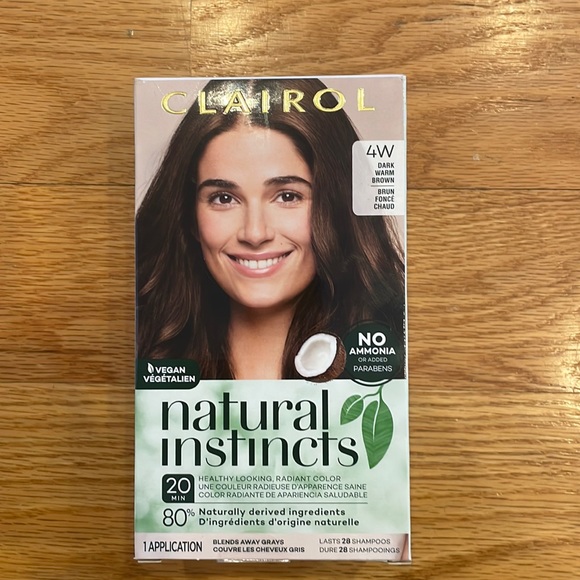 CLAIROL
4W
DARK
WARM
BROWN
BRUN
FONCÉ
CHAUD
NO
AMMONIA
OR ADDED
PARABENS
VEGAN
VÉGÉTALIEN
natural
instincts
20
MIN
HEALTHY LOOKING, RADIANT COLOR
UNE COULEUR RADIEUSE D'APPARENCE SAINE
COLOR RADIANTE DE APARIENCIA SALUDABLE
80% Naturally derived ingredients
D'ingrédients d'origine naturelle
1 APPLICATION
BLENDS AWAY GRAYS
COUVRE LES CHEVEUX GRIS
LASTS 28 SHAMPOOS
DURE 28 SHAMPOOINGS